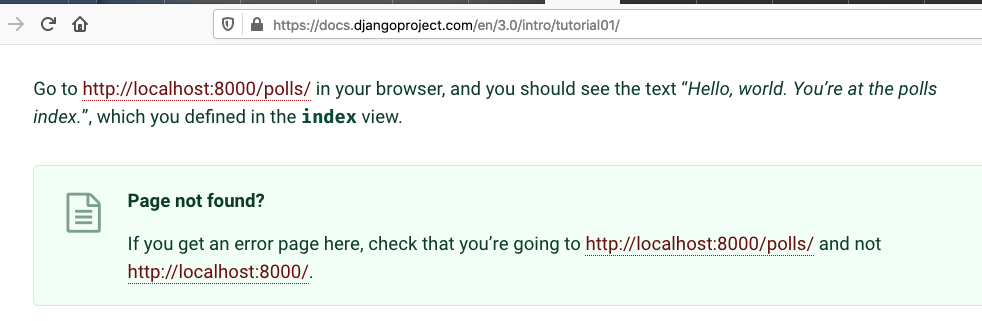 https://docs.djangoproject.com/en/3.0/intro/tutorial01/
Go to http://localhost:8000/polls/ in your browser, and you should see the text “Hello, world. You’re at the polls
index.”, which you defined in the index view.
Page not found?
If you get an error page here, check that you’re going to http://localhost:8000/polls/ and not
http://localhost:8000/.